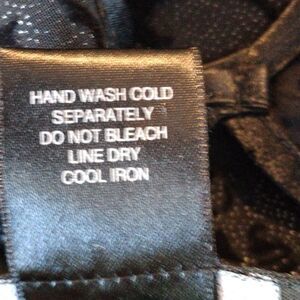 HAND WASH COLD
SEPARATELY
DO NOT BLEACH
LINE DRY
COOL IRON